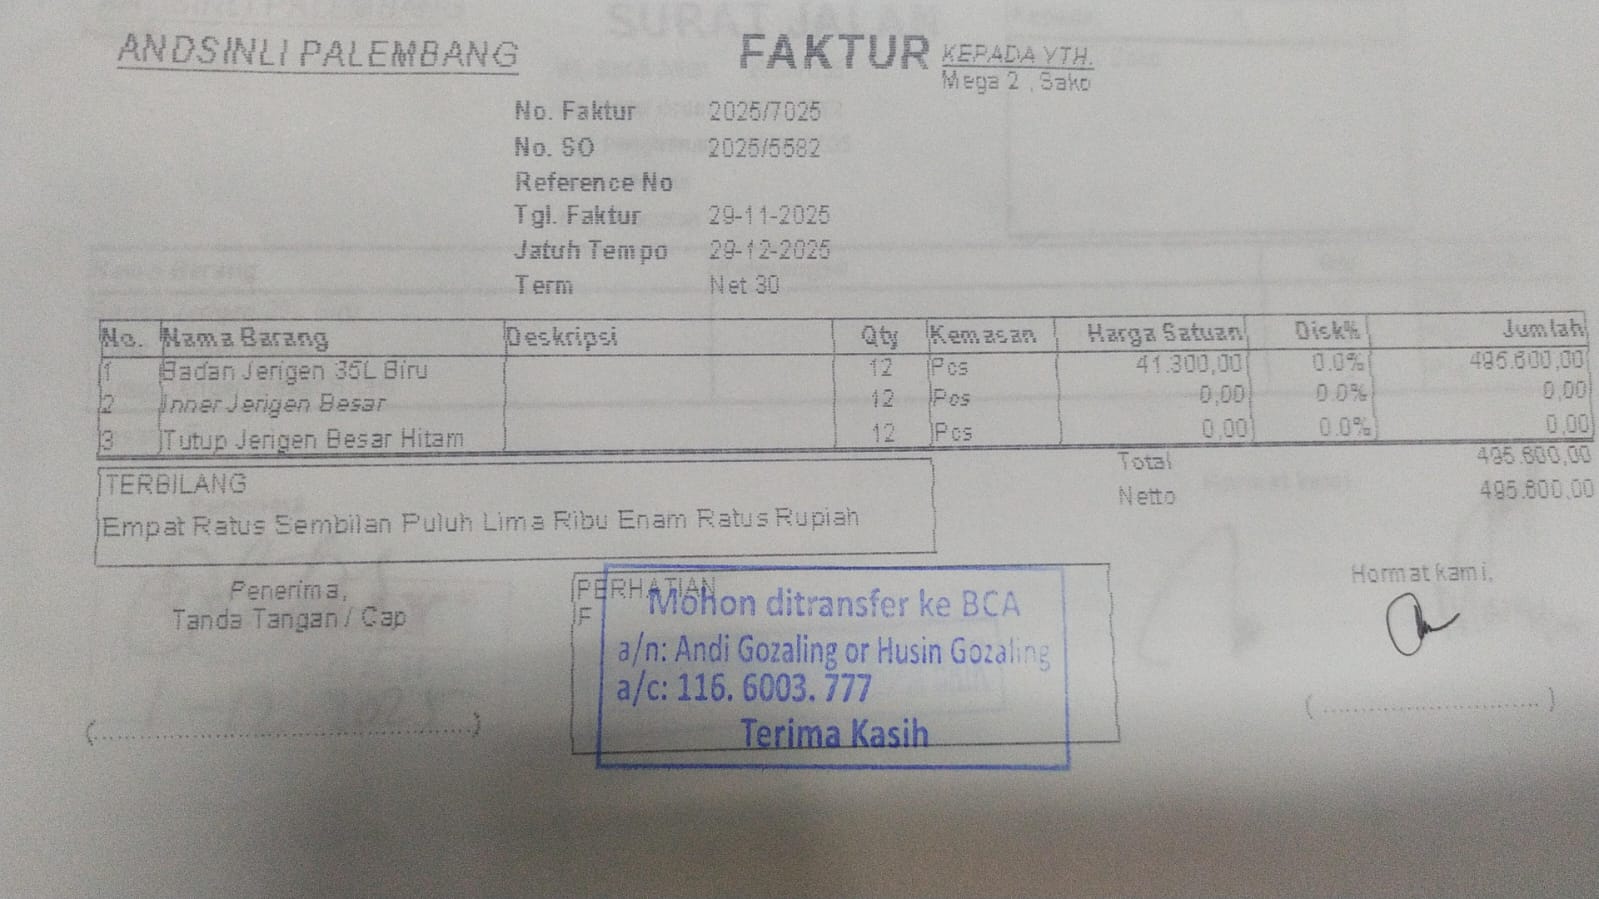 ANDSINLI PALEMBANG
FAKTUR
KEPADA YTH.
Mega 2 , Sako
No. Faktur 2025/7025
No. SO 2025/5582
Reference No
Tgl. Faktur 29-11-2025
Jatuh Tempo 29-12-2025
Term Net 30
No. Nama Barang Deskripsi Qty Kemasan Harga Satuan Disk% Jumlah
1 Badan Jerigen 35L Biru 12 Pcs 41.300,00 0.0% 495.600,00
2 Inner Jerigen Besar 12 Pcs 0,00 0.0% 0,00
3 Tutup Jerigen Besar Hitam 12 Pcs 0,00 0.0% 0,00
Total 495.600,00
Netto 495.600,00
TERBILANG
Empat Ratus Sembilan Puluh Lima Ribu Enam Ratus Rupiah
Penerima,
Tanda Tangan / Cap
PERHATIAN
F
Mohon ditransfer ke BCA
a/n: Andi Gozaling or Husin Gozaling
a/c: 116. 6003. 777
Terima Kasih
Hormat kami,
(..........................................)
( .............................. )
SURAT JALAN
Nama Barang